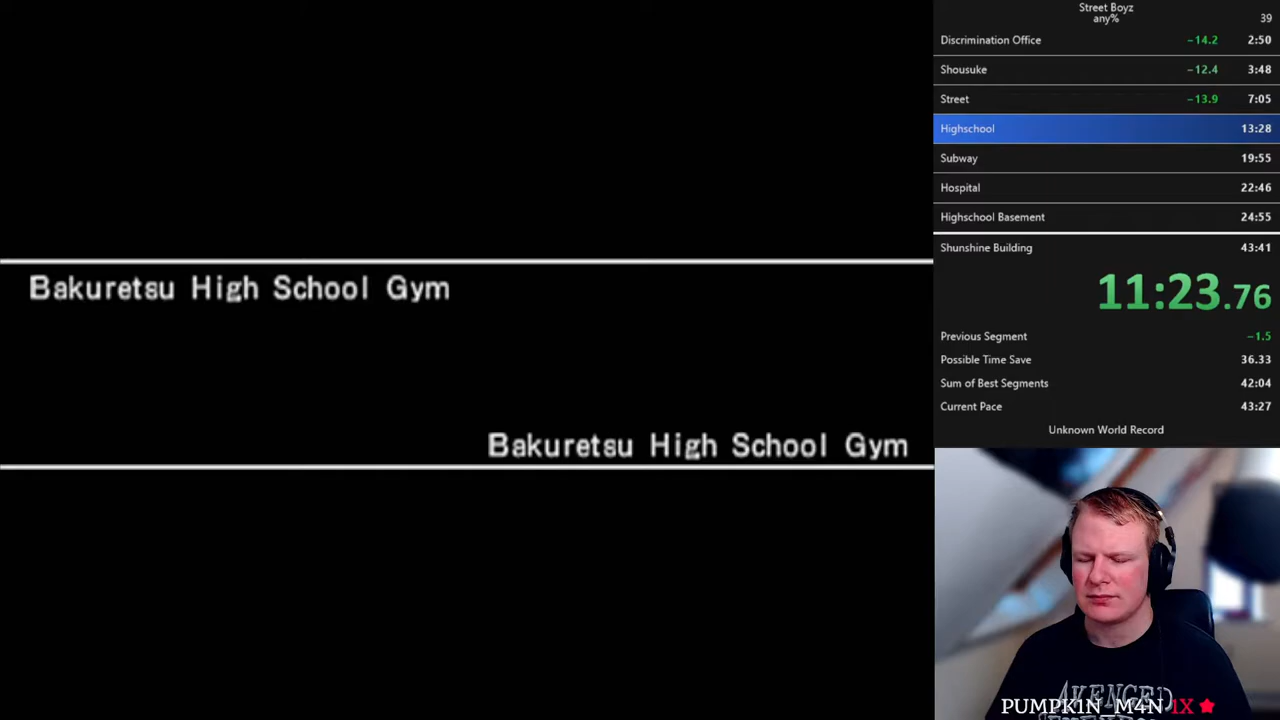 Street Boyz
any%
39
Discrimination Office -14.2 2:50
Shousuke -12.4 3:48
Street -13.9 7:05
Highschool 13:28
Subway 19:55
Hospital 22:46
Highschool Basement 24:55
Shunshine Building 43:41
11:23.76
Previous Segment -1.5
Possible Time Save 36.33
Sum of Best Segments 42:04
Current Pace 43:27
Unknown World Record
Bakuretsu High School Gym
Bakuretsu High School Gym
AVENGED
PUMPK1N_M4N 1X